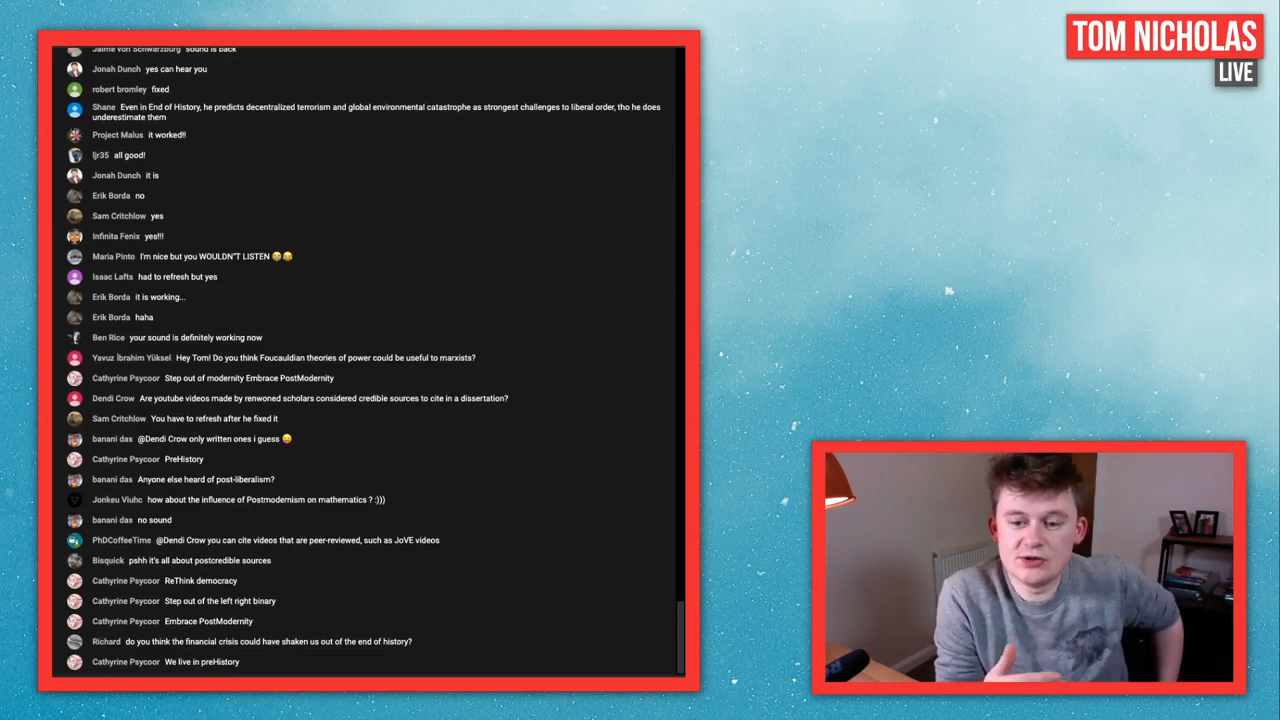 TOM NICHOLAS
LIVE
Jaime von Schwarzburg sound is back
Jonah Dunch yes can hear you
robert bromley fixed
Shane Even in End of History, he predicts decentralized terrorism and global environmental catastrophe as strongest challenges to liberal order, tho he does
underestimate them
Project Malus it worked!!
ljr35 all good!
Jonah Dunch it is
Erik Borda no
Sam Critchlow yes
Infinita Fenix yes!!!
Maria Pinto I'm nice but you WOULDN"T LISTEN 😭😂
Isaac Lafts had to refresh but yes
Erik Borda it is working...
Erik Borda haha
Ben Rice your sound is definitely working now
Yavuz İbrahim Yüksel Hey Tom! Do you think Foucauldian theories of power could be useful to marxists?
Cathyrine Psycoor Step out of modernity Embrace PostModernity
Dendi Crow Are youtube videos made by renwoned scholars considered credible sources to cite in a dissertation?
Sam Critchlow You have to refresh after he fixed it
banani das @Dendi Crow only written ones i guess 😛
Cathyrine Psycoor PreHistory
banani das Anyone else heard of post-liberalism?
Jonkeu Viuhc how about the influence of Postmodernism on mathematics ? :)))
banani das no sound
PhDCoffeeTime @Dendi Crow you can cite videos that are peer-reviewed, such as JoVE videos
Bisquick pshh it's all about postcredible sources
Cathyrine Psycoor ReThink democracy
Cathyrine Psycoor Step out of the left right binary
Cathyrine Psycoor Embrace PostModernity
Richard do you think the financial crisis could have shaken us out of the end of history?
Cathyrine Psycoor We live in preHistory